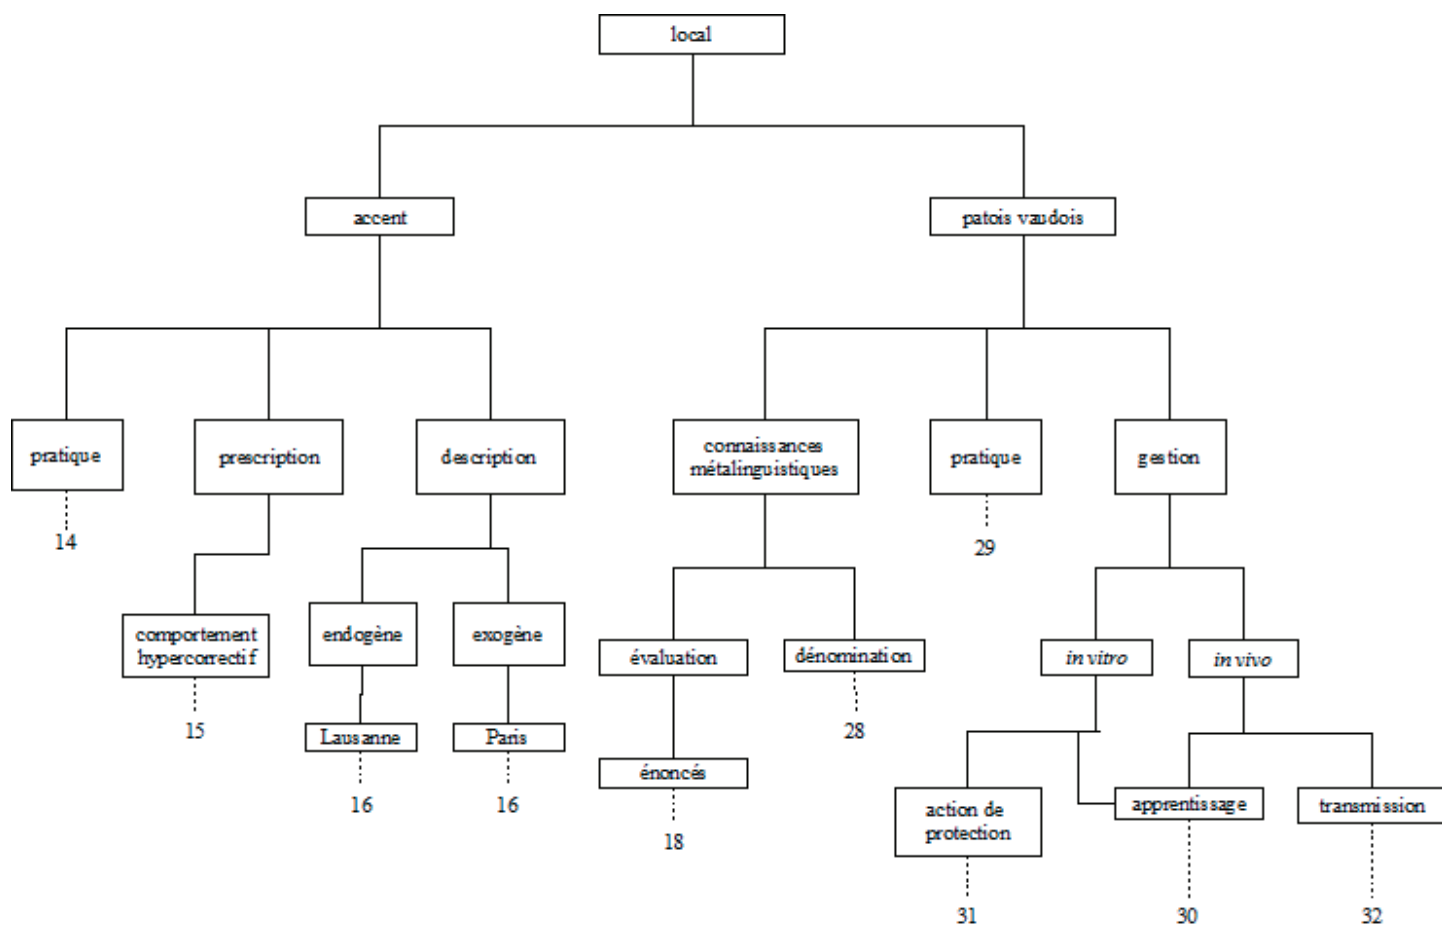 local
accent
patois vaudois
pratique
prescription
description
connaissances
métalinguistiques
pratique
gestion
14
29
comportement
hypercorrectif
endogène
exogène
évaluation
dénomination
in vitro
in vivo
15
Lausanne
Paris
28
énoncés
16
16
18
action de
protection
apprentissage
transmission
31
30
32